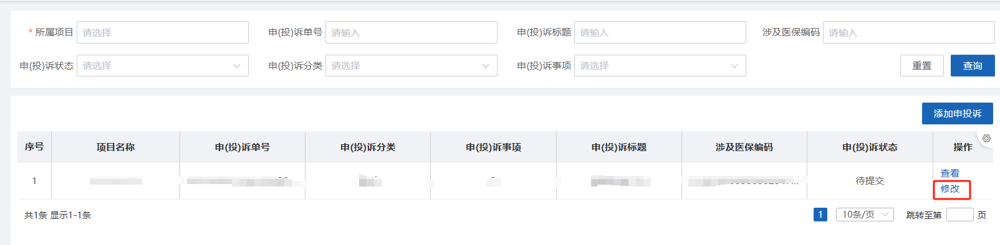 * 所属项目 请选择 申(投)诉单号 请输入 申(投)诉标题 请输入 涉及医保编码 请输入
申(投)诉状态 请选择 申(投)诉分类 请选择 申(投)诉事项 请选择 重置 查询
添加申投诉
序号 项目名称 申(投)诉单号 申(投)诉分类 申(投)诉事项 申(投)诉标题 涉及医保编码 申(投)诉状态 操作
1 待提交 查看
修改
共1条 显示1-1条 1 10条/页 跳转至第 页